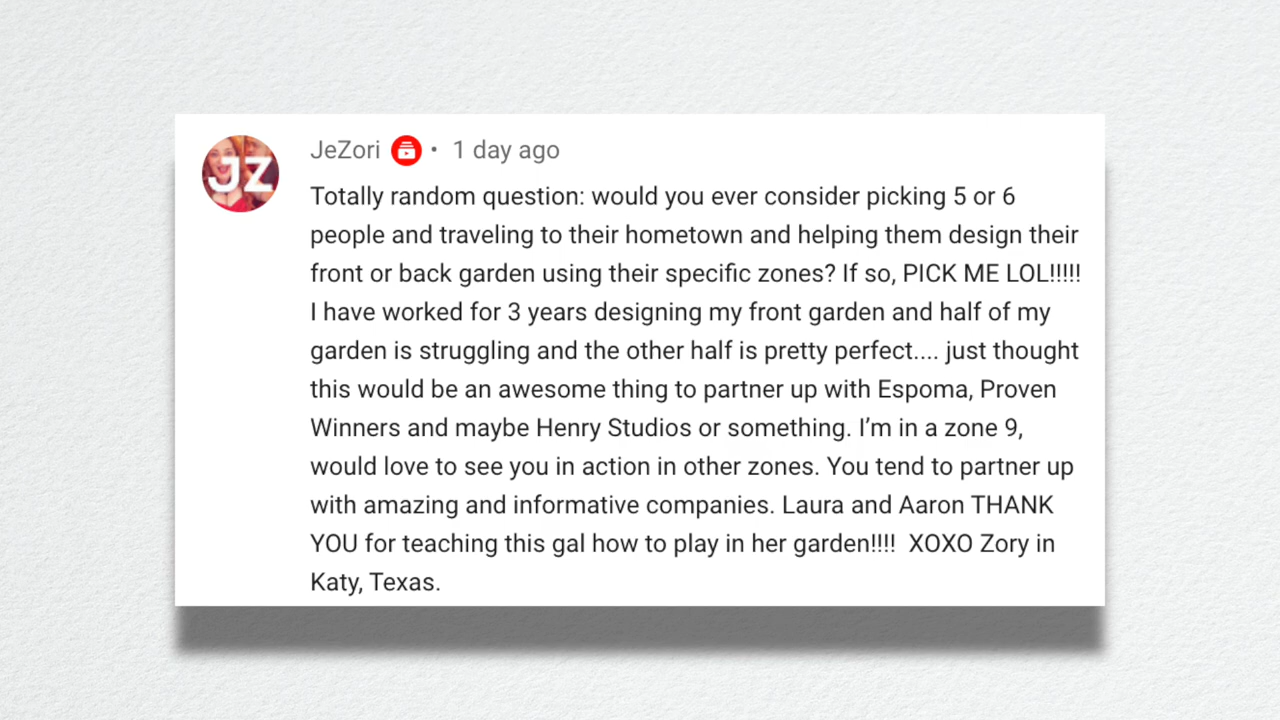 JZ
JeZori • 1 day ago
Totally random question: would you ever consider picking 5 or 6
people and traveling to their hometown and helping them design their
front or back garden using their specific zones? If so, PICK ME LOL!!!!!
I have worked for 3 years designing my front garden and half of my
garden is struggling and the other half is pretty perfect.... just thought
this would be an awesome thing to partner up with Espoma, Proven
Winners and maybe Henry Studios or something. I’m in a zone 9,
would love to see you in action in other zones. You tend to partner up
with amazing and informative companies. Laura and Aaron THANK
YOU for teaching this gal how to play in her garden!!!!  XOXO Zory in
Katy, Texas.